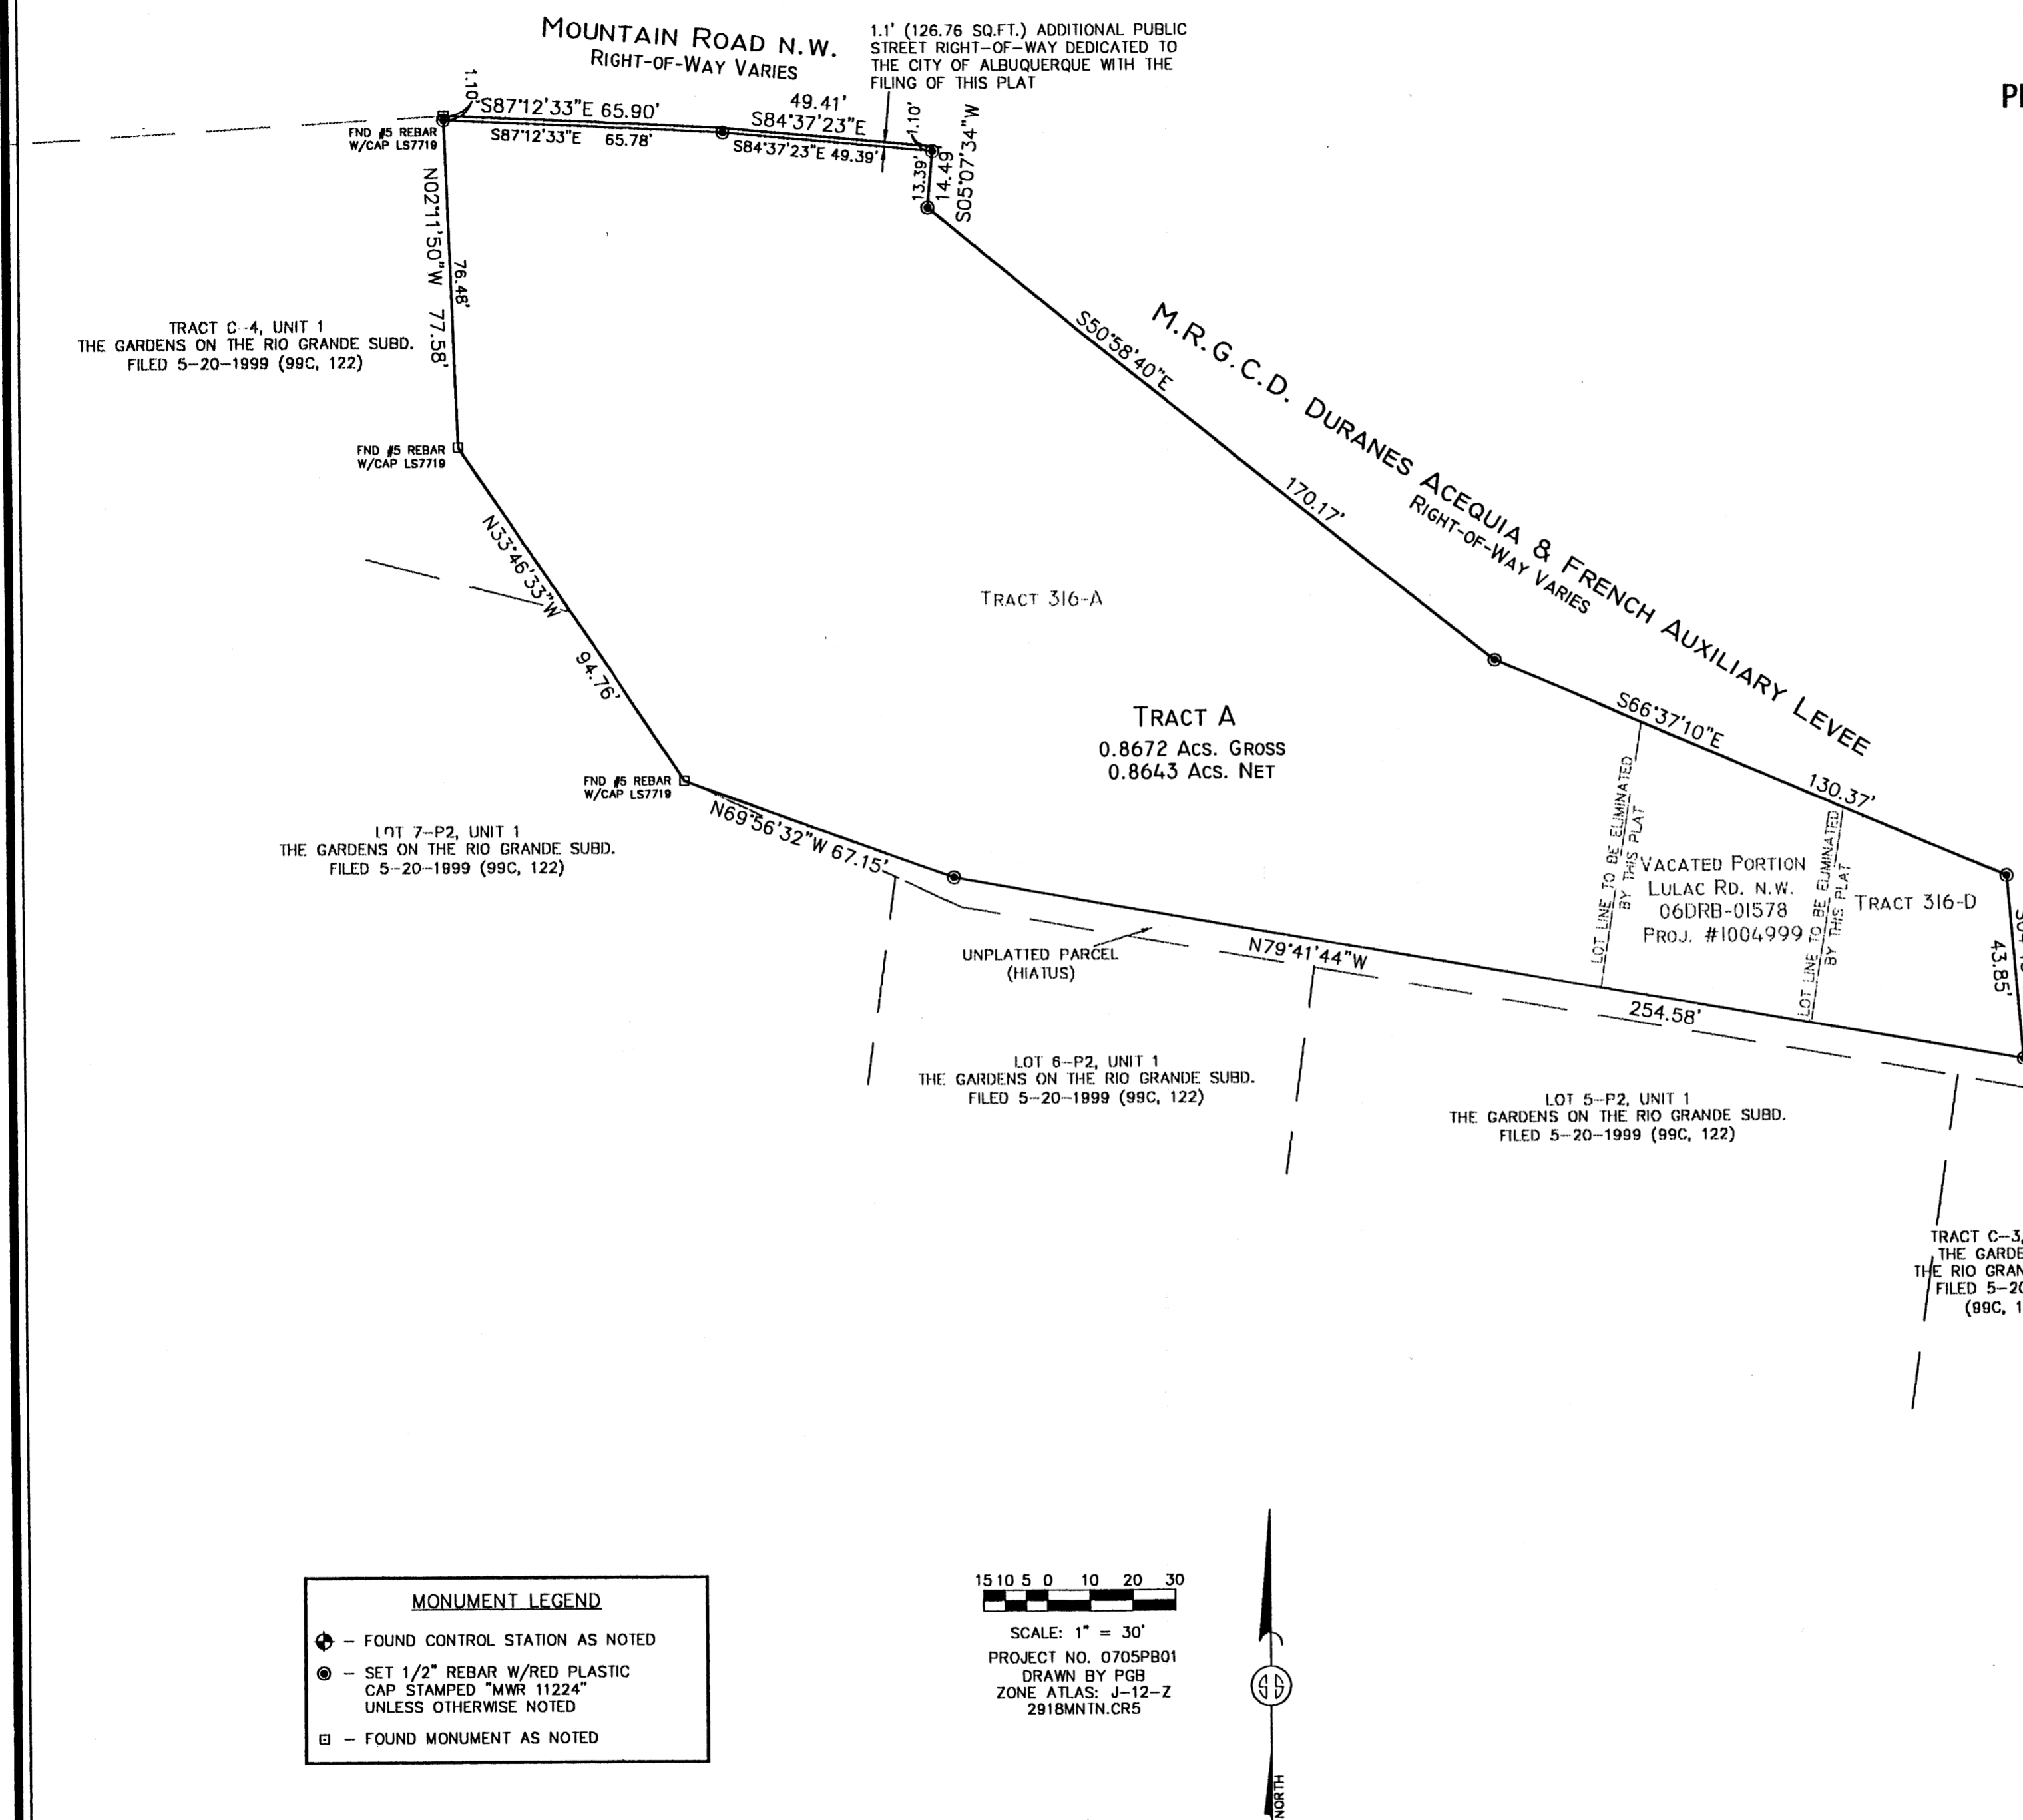 MOUNTAIN ROAD N.W.
RIGHT-OF-WAY VARIES
1.1' (126.76 SQ.FT.) ADDITIONAL PUBLIC
STREET RIGHT-OF-WAY DEDICATED TO
THE CITY OF ALBUQUERQUE WITH THE
FILING OF THIS PLAT
1.10'
S87°12'33"E 65.90'
49.41'
S84°37'23"E
1.10'
S87°12'33"E 65.78'
S84°37'23"E 49.39'
13.39'
14.49
S05°07'34"W
FND #5 REBAR
W/CAP LS7719
N02°11'50"W 77.58'
76.48'
TRACT C-4, UNIT 1
THE GARDENS ON THE RIO GRANDE SUBD.
FILED 5-20-1999 (99C, 122)
S50°58'40"E
170.17'
M.R.G.C.D. DURANES ACEQUIA & FRENCH AUXILIARY LEVEE
RIGHT-OF-WAY VARIES
FND #5 REBAR
W/CAP LS7719
N33°46'33"W
94.76'
TRACT 316-A
TRACT A
0.8672 ACS. GROSS
0.8643 ACS. NET
S66°37'10"E
130.37'
FND #5 REBAR
W/CAP LS7719
N69°56'32"W 67.15'
LOT 7-P2, UNIT 1
THE GARDENS ON THE RIO GRANDE SUBD.
FILED 5-20-1999 (99C, 122)
LOT LINE TO BE ELIMINATED
BY THIS PLAT
VACATED PORTION
LULAC RD. N.W.
06DRB-01578
PROJ. #1004999
LOT LINE TO BE ELIMINATED
BY THIS PLAT
TRACT 316-D
43.85'
UNPLATTED PARCEL
(HIATUS)
N79°41'44"W
254.58'
LOT 6-P2, UNIT 1
THE GARDENS ON THE RIO GRANDE SUBD.
FILED 5-20-1999 (99C, 122)
LOT 5-P2, UNIT 1
THE GARDENS ON THE RIO GRANDE SUBD.
FILED 5-20-1999 (99C, 122)
TRACT C-3,
THE GARDE
THE RIO GRAN
FILED 5-20
(99C, 1
MONUMENT LEGEND
- FOUND CONTROL STATION AS NOTED
- SET 1/2" REBAR W/RED PLASTIC
CAP STAMPED "MWR 11224"
UNLESS OTHERWISE NOTED
- FOUND MONUMENT AS NOTED
15 10 5 0 10 20 30
SCALE: 1" = 30'
PROJECT NO. 0705PB01
DRAWN BY PGB
ZONE ATLAS: J-12-Z
2918MNTN.CR5
NORTH